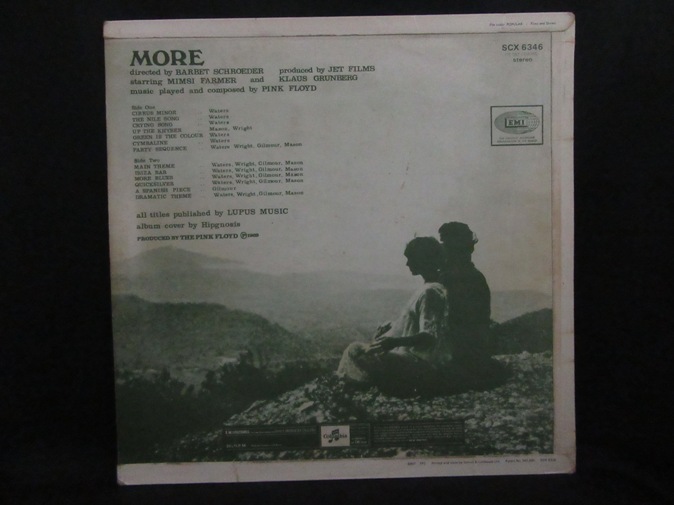 MORE
SCX 6346
stereo
directed by BARBET SCHROEDER produced by JET FILMS
starring MIMSI FARMER and KLAUS GRUNBERG
music played and composed by PINK FLOYD
Side One
CIRRUS MINOR Waters
THE NILE SONG Waters
CRYING SONG Waters
UP THE KHYBER Mason, Wright
GREEN IS THE COLOUR Waters
CYMBALINE Waters
PARTY SEQUENCE Waters Wright, Gilmour, Mason
EMI
Side Two
MAIN THEME Waters, Wright, Gilmour, Mason
IBIZA BAR Waters, Wright, Gilmour, Mason
MORE BLUES Waters, Wright, Gilmour, Mason
QUICKSILVER Waters, Wright, Gilmour, Mason
A SPANISH PIECE Gilmour
DRAMATIC THEME Waters, Wright, Gilmour, Mason
all titles published by LUPUS MUSIC
album cover by Hipgnosis
PRODUCED BY THE PINK FLOYD ℗1969
Columbia